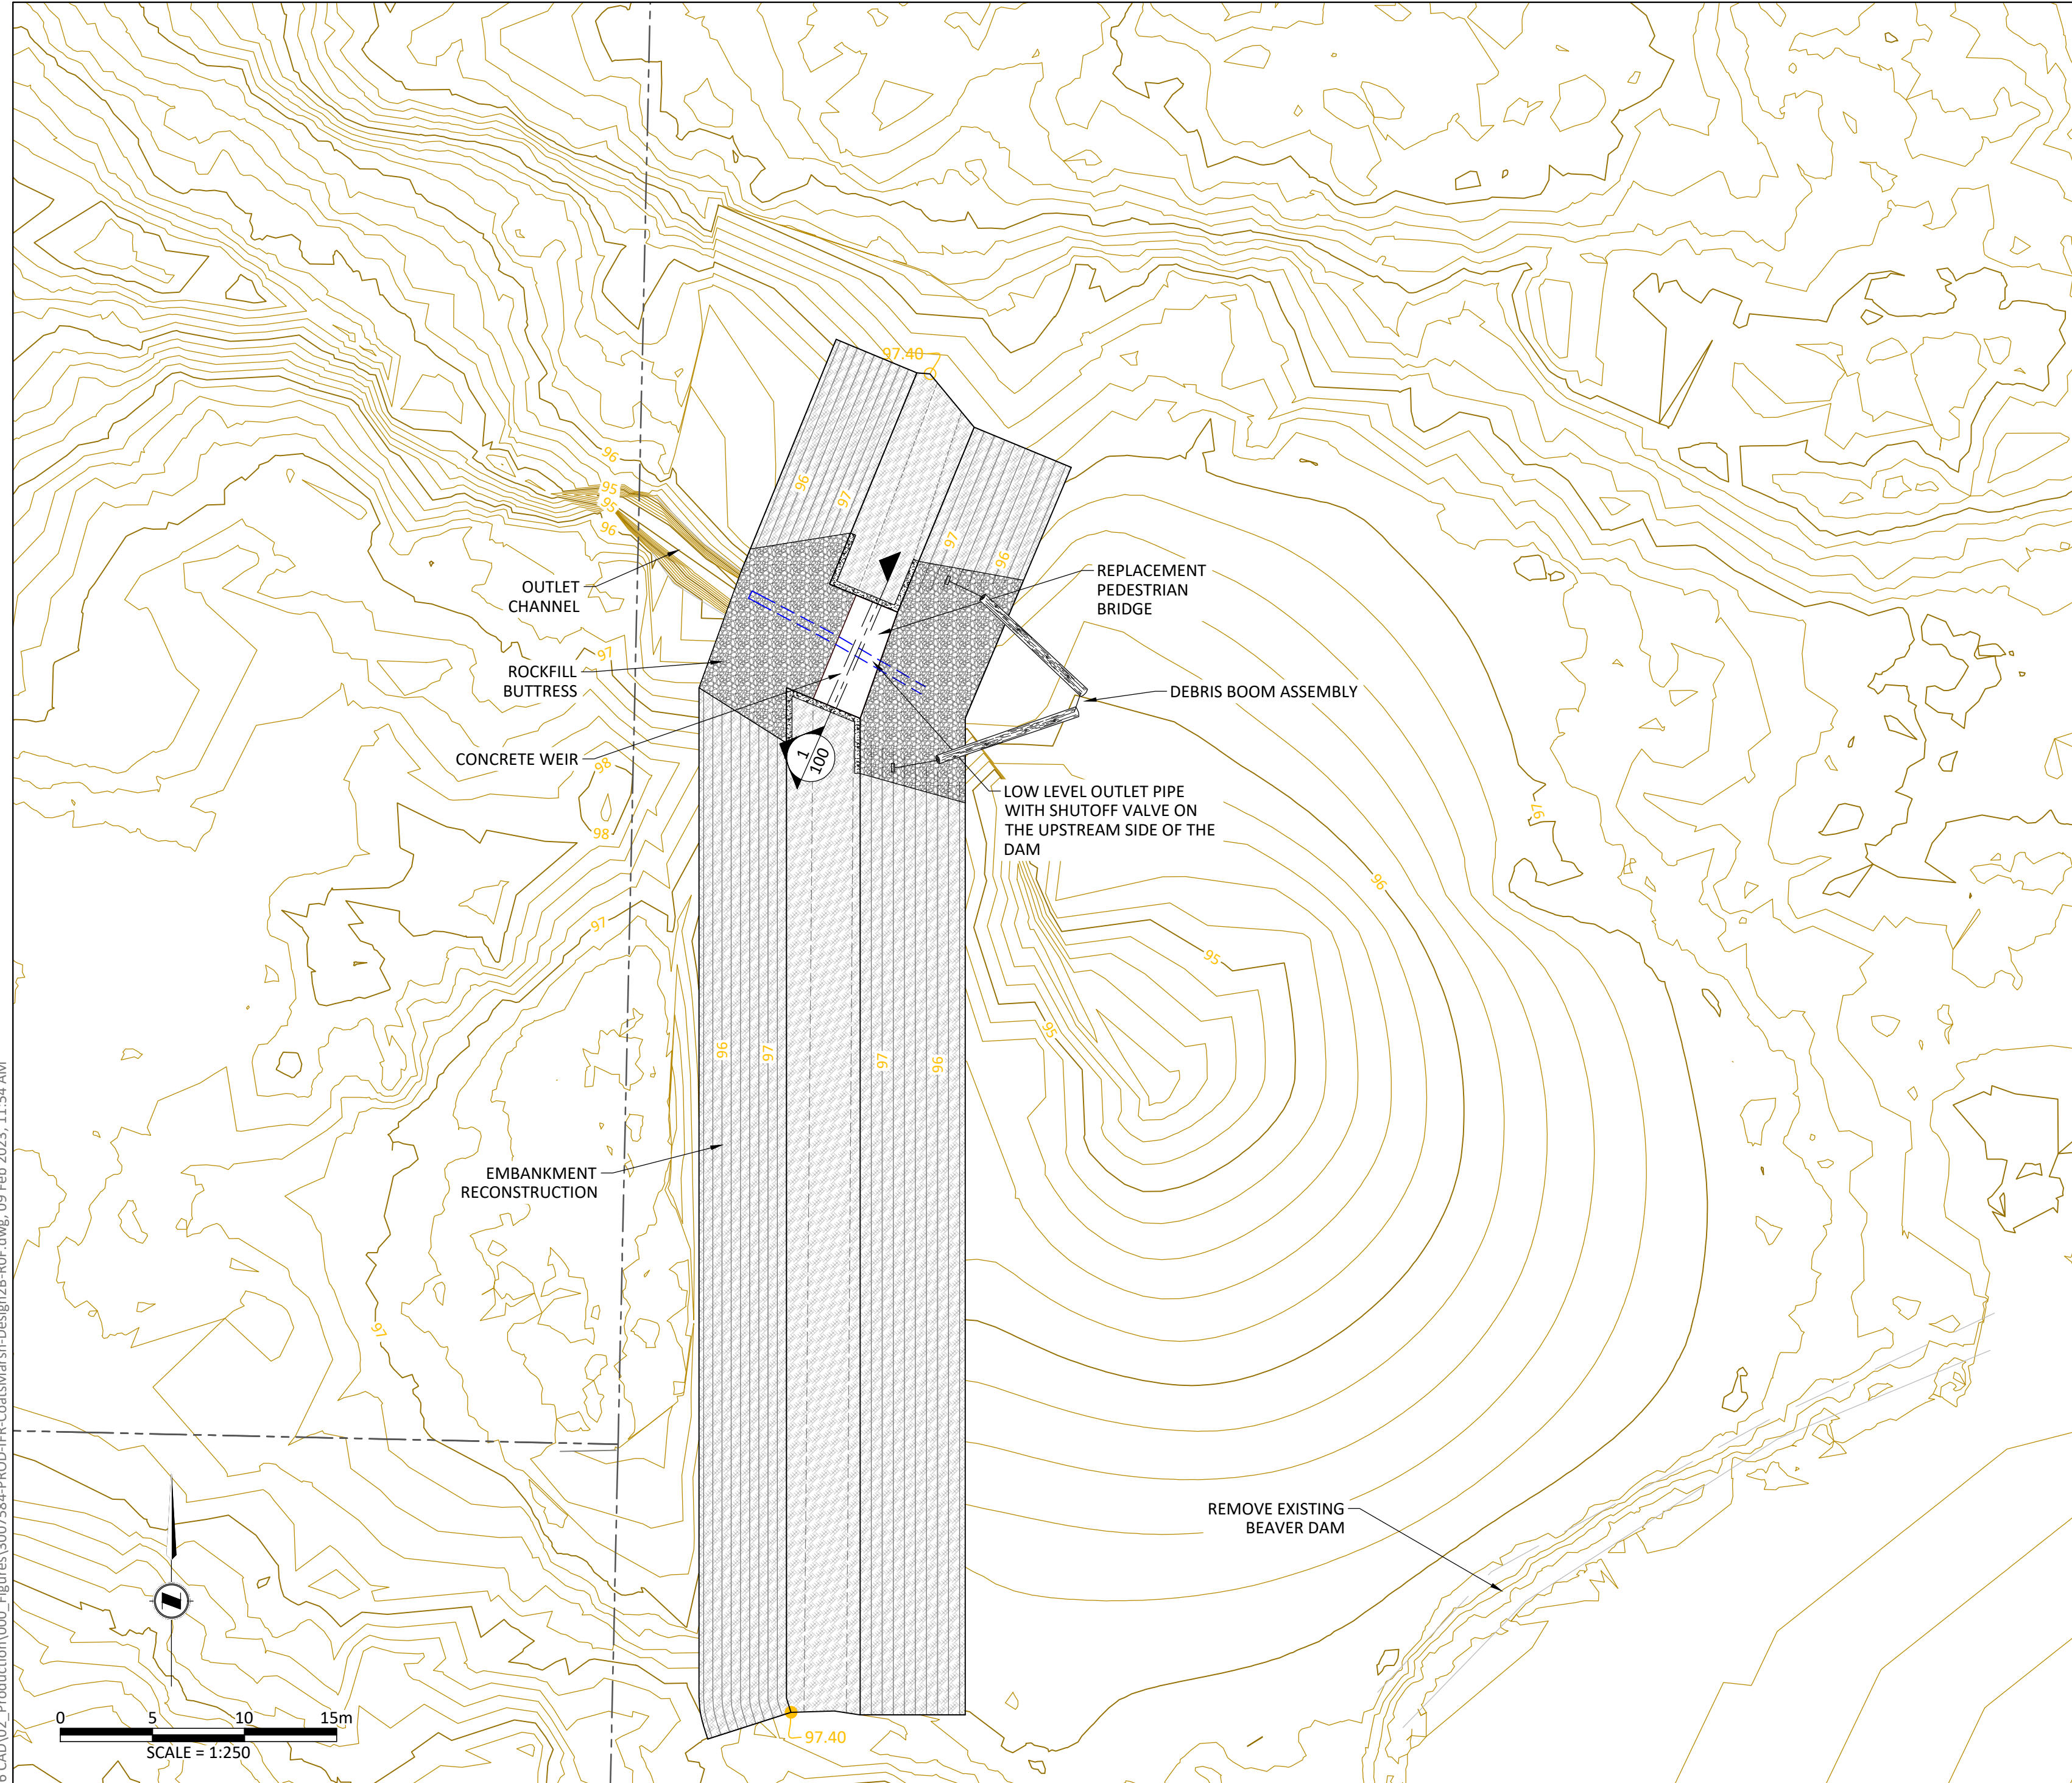 97.40
96
96
97
95
95
96
97
96
OUTLET
CHANNEL
REPLACEMENT
PEDESTRIAN
BRIDGE
97
ROCKFILL
BUTTRESS
DEBRIS BOOM ASSEMBLY
CONCRETE WEIR
1
100
98
LOW LEVEL OUTLET PIPE
WITH SHUTOFF VALVE ON
THE UPSTREAM SIDE OF THE
DAM
97
98
96
97
95
95
96
97
97
96
EMBANKMENT
RECONSTRUCTION
97
REMOVE EXISTING
BEAVER DAM
N
0 5 10 15m
SCALE = 1:250
97.40